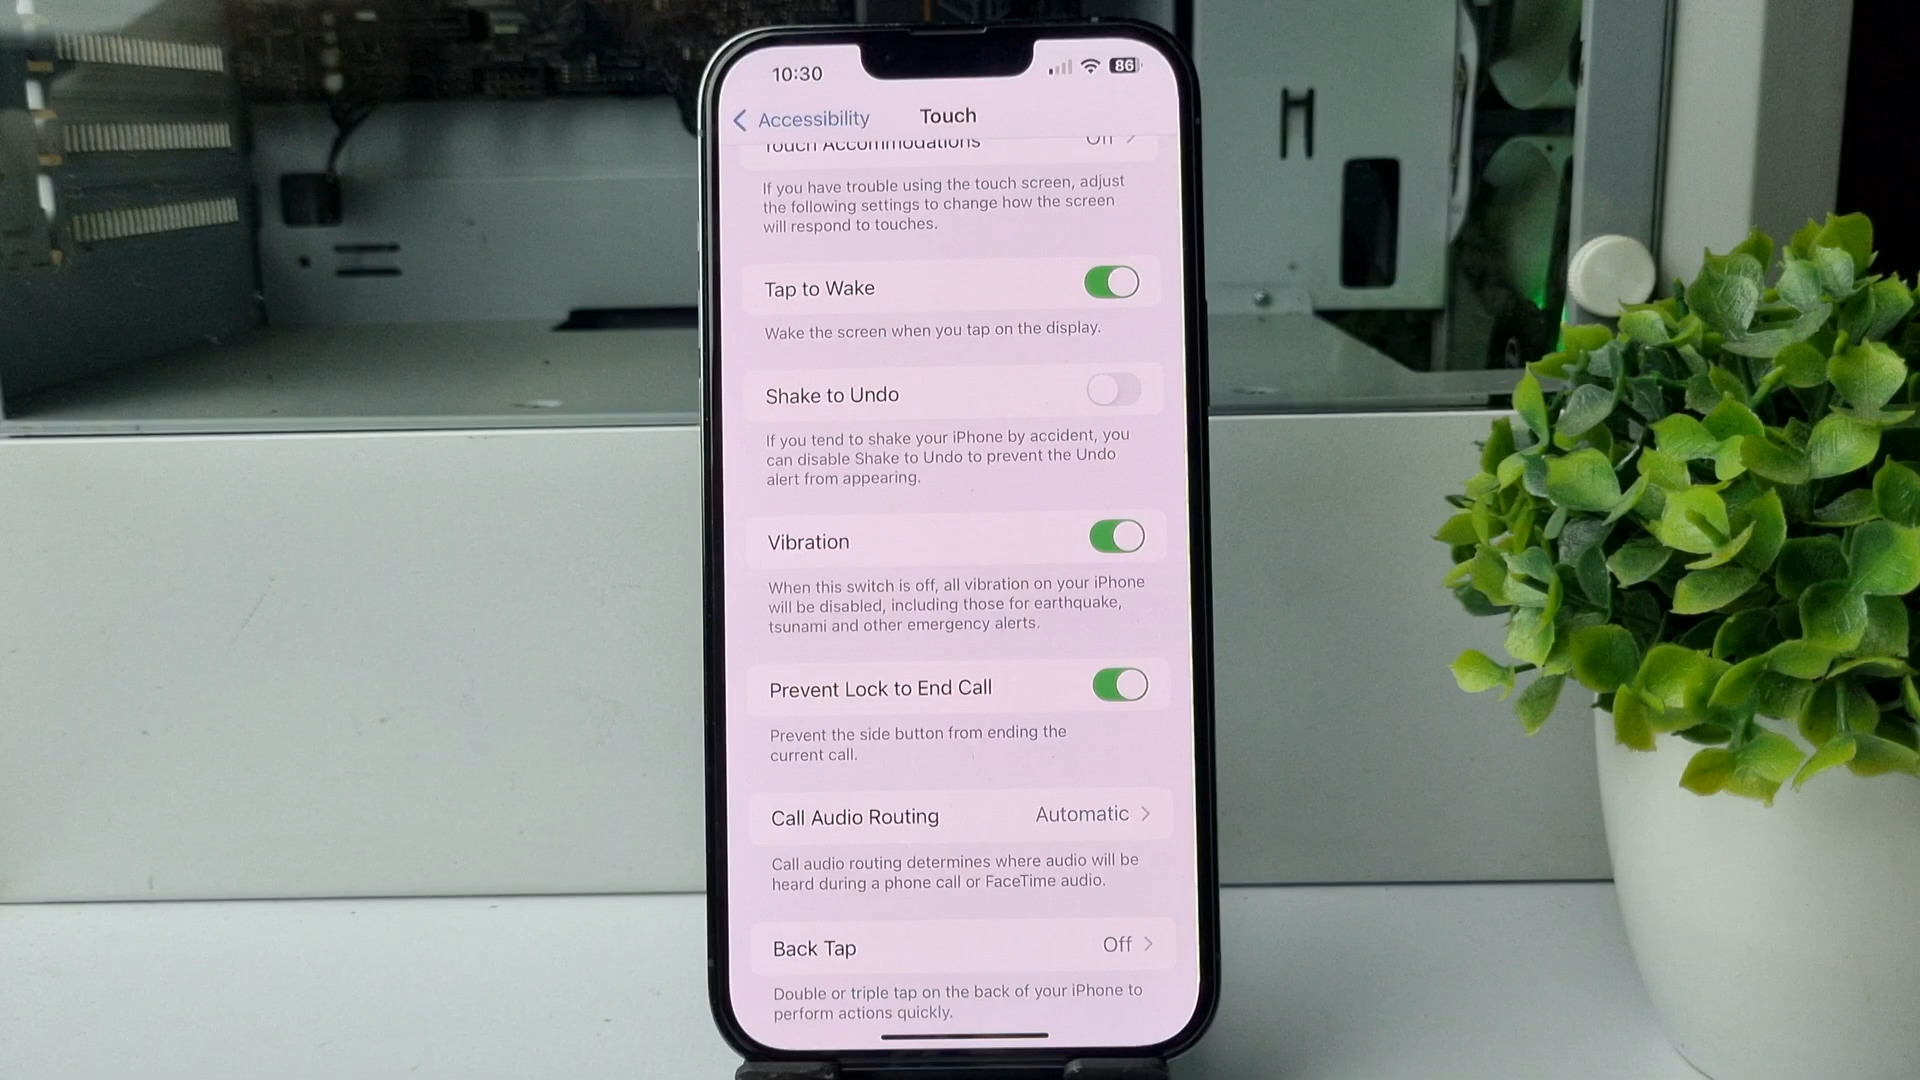 10:30
86
Accessibility
Touch
Touch Accommodations Off
If you have trouble using the touch screen, adjust
the following settings to change how the screen
will respond to touches.
Tap to Wake
Wake the screen when you tap on the display.
Shake to Undo
If you tend to shake your iPhone by accident, you
can disable Shake to Undo to prevent the Undo
alert from appearing.
Vibration
When this switch is off, all vibration on your iPhone
will be disabled, including those for earthquake,
tsunami and other emergency alerts.
Prevent Lock to End Call
Prevent the side button from ending the
current call.
Call Audio Routing Automatic
Call audio routing determines where audio will be
heard during a phone call or FaceTime audio.
Back Tap Off
Double or triple tap on the back of your iPhone to
perform actions quickly.